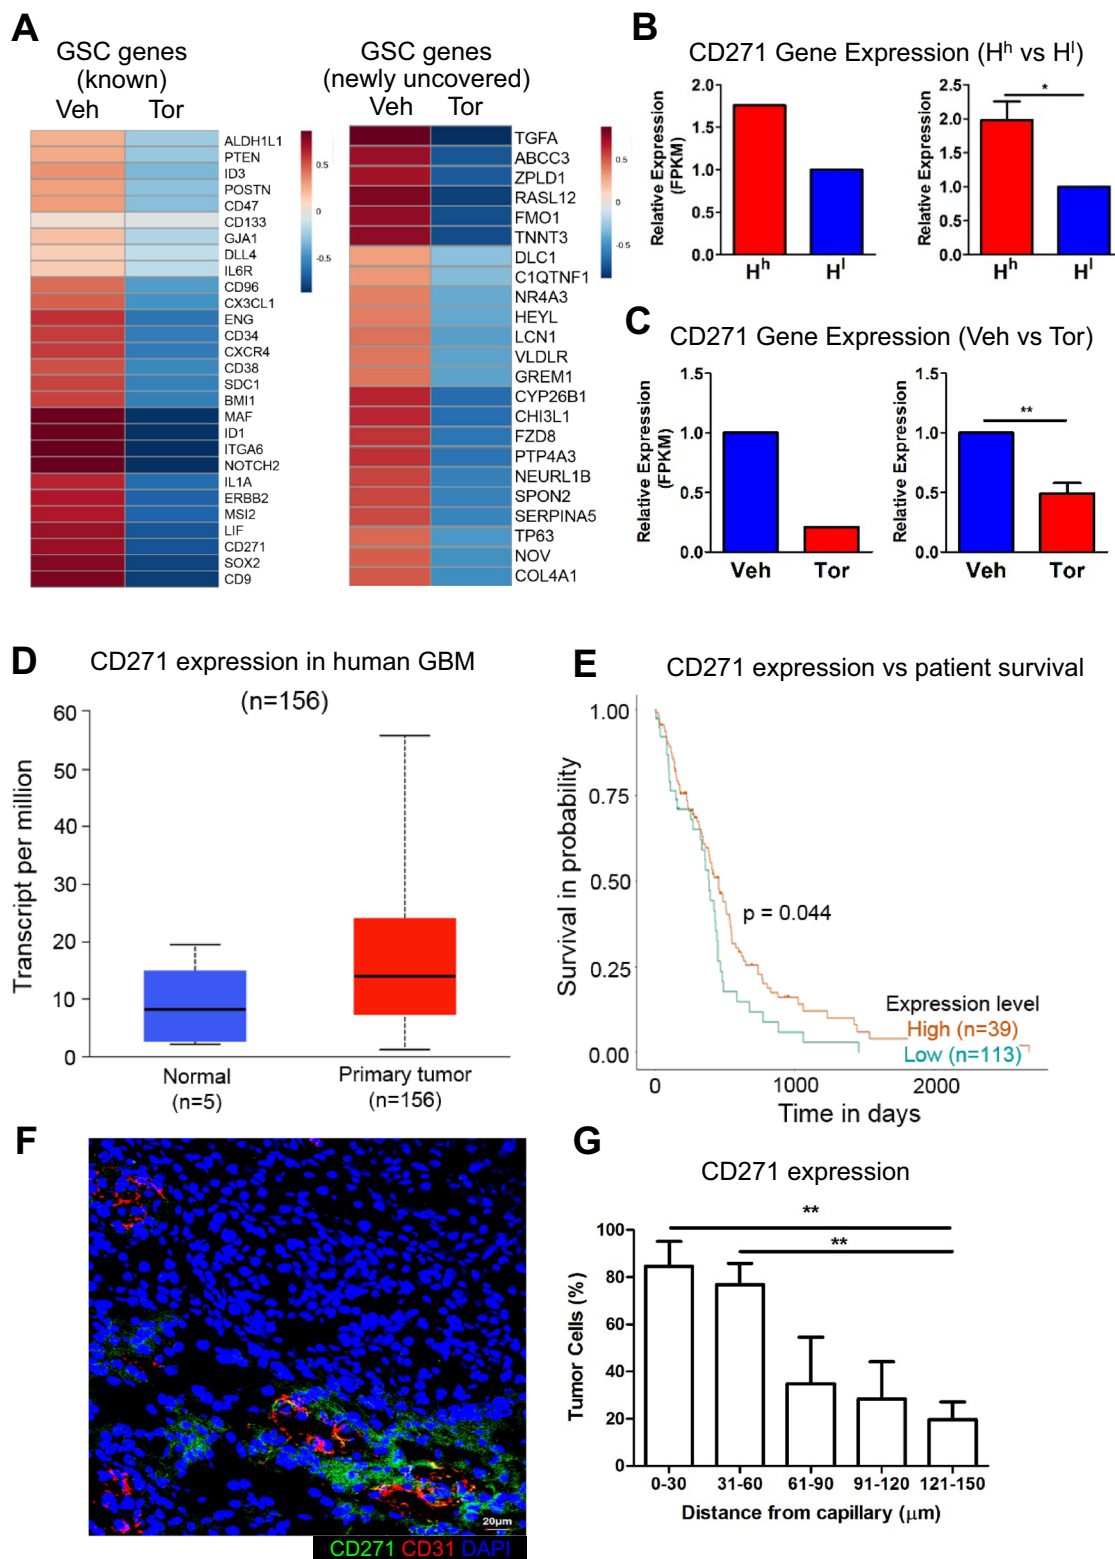 A
GSC genes
(known)
Veh Tor
ALDH1L1
PTEN
ID3
POSTN
CD47
CD133
GJA1
DLL4
IL6R
CD96
CX3CL1
ENG
CD34
CXCR4
CD38
SDC1
BMI1
MAF
ID1
ITGA6
NOTCH2
IL1A
ERBB2
MSI2
LIF
CD271
SOX2
CD9
0.5
0
-0.5
GSC genes
(newly uncovered)
Veh Tor
TGFA
ABCC3
ZPLD1
RASL12
FMO1
TNNT3
DLC1
C1QTNF1
NR4A3
HEYL
LCN1
VLDLR
GREM1
CYP26B1
CHI3L1
FZD8
PTP4A3
NEURL1B
SPON2
SERPINA5
TP63
NOV
COL4A1
0.5
0
-0.5
B
CD271 Gene Expression (Hʰ vs Hˡ)
Relative Expression
(FPKM)
2.0
1.5
1.0
0.5
0.0
Hʰ Hˡ
Relative Expression
2.5
2.0
1.5
1.0
0.5
0.0
*
Hʰ Hˡ
C
CD271 Gene Expression (Veh vs Tor)
Relative Expression
(FPKM)
1.5
1.0
0.5
0.0
Veh Tor
Relative Expression
1.5
1.0
0.5
0.0
**
Veh Tor
D
CD271 expression in human GBM
(n=156)
Transcript per million
60
50
40
30
20
10
0
Normal
(n=5)
Primary tumor
(n=156)
E
CD271 expression vs patient survival
Survival in probability
1.00
0.75
0.50
0.25
0.00
p = 0.044
Expression level
High (n=39)
Low (n=113)
0 1000 2000
Time in days
F
20µm
CD271 CD31 DAPI
G
CD271 expression
Tumor Cells (%)
100
80
60
40
20
0
**
**
0-30 31-60 61-90 91-120 121-150
Distance from capillary (µm)